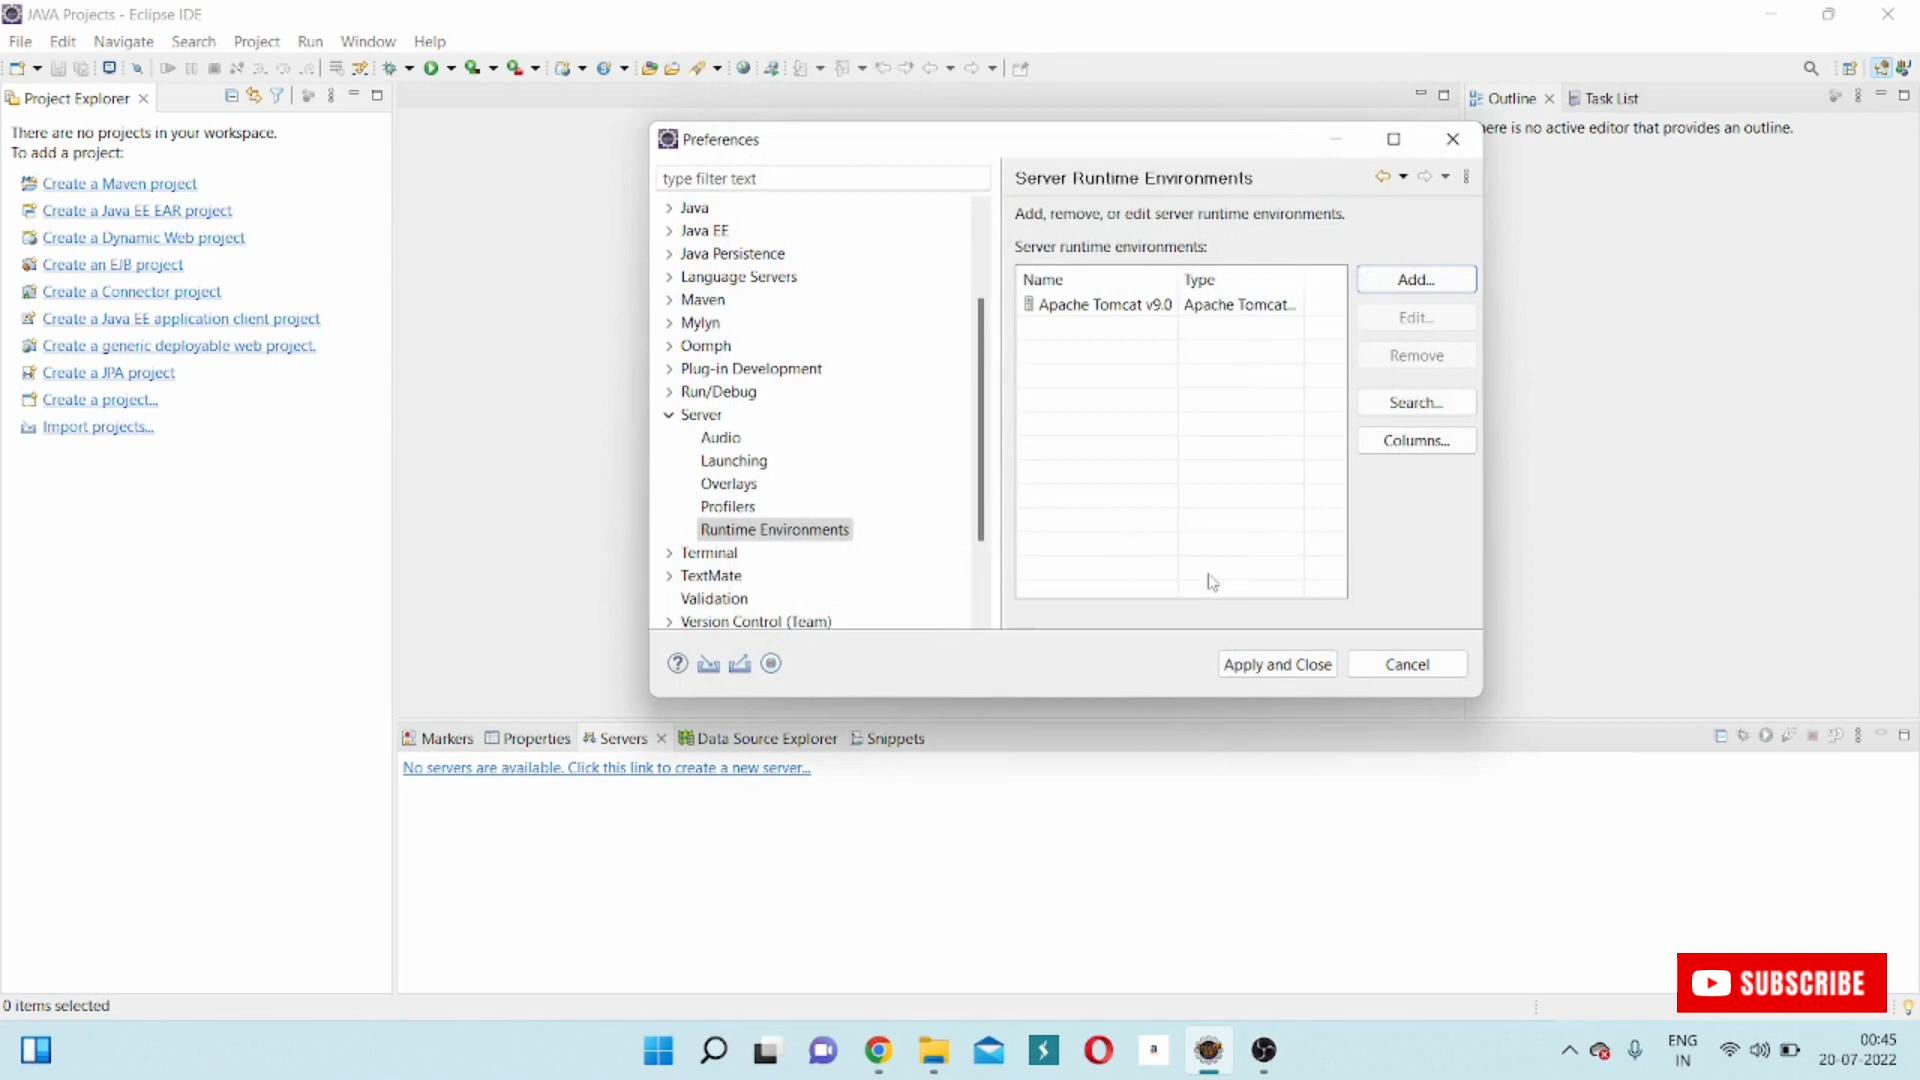 JAVA Projects - Eclipse IDE
File Edit Navigate Search Project Run Window Help
Project Explorer
There are no projects in your workspace.
To add a project:
Create a Maven project
Create a Java EE EAR project
Create a Dynamic Web project
Create an EJB project
Create a Connector project
Create a Java EE application client project
Create a generic deployable web project.
Create a JPA project
Create a project...
Import projects...
Outline Task List
here is no active editor that provides an outline.
Preferences
type filter text
Java
Java EE
Java Persistence
Language Servers
Maven
Mylyn
Oomph
Plug-in Development
Run/Debug
Server
Audio
Launching
Overlays
Profilers
Runtime Environments
Terminal
TextMate
Validation
Version Control (Team)
Server Runtime Environments
Add, remove, or edit server runtime environments.
Server runtime environments:
Name Type
Apache Tomcat v9.0 Apache Tomcat...
Add...
Edit...
Remove
Search...
Columns...
Apply and Close Cancel
Markers Properties Servers Data Source Explorer Snippets
No servers are available. Click this link to create a new server...
SUBSCRIBE
0 items selected
a
ENG
IN
00:45
20-07-2022